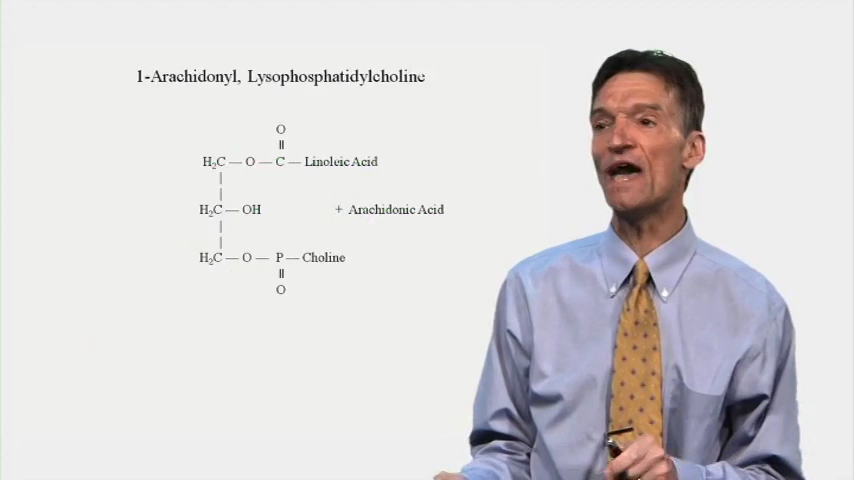 1-Arachidonyl, Lysophosphatidylcholine
O
||
H₂C — O — C — Linoleic Acid
|
|
H₂C — OH + Arachidonic Acid
|
|
H₂C — O — P — Choline
||
O